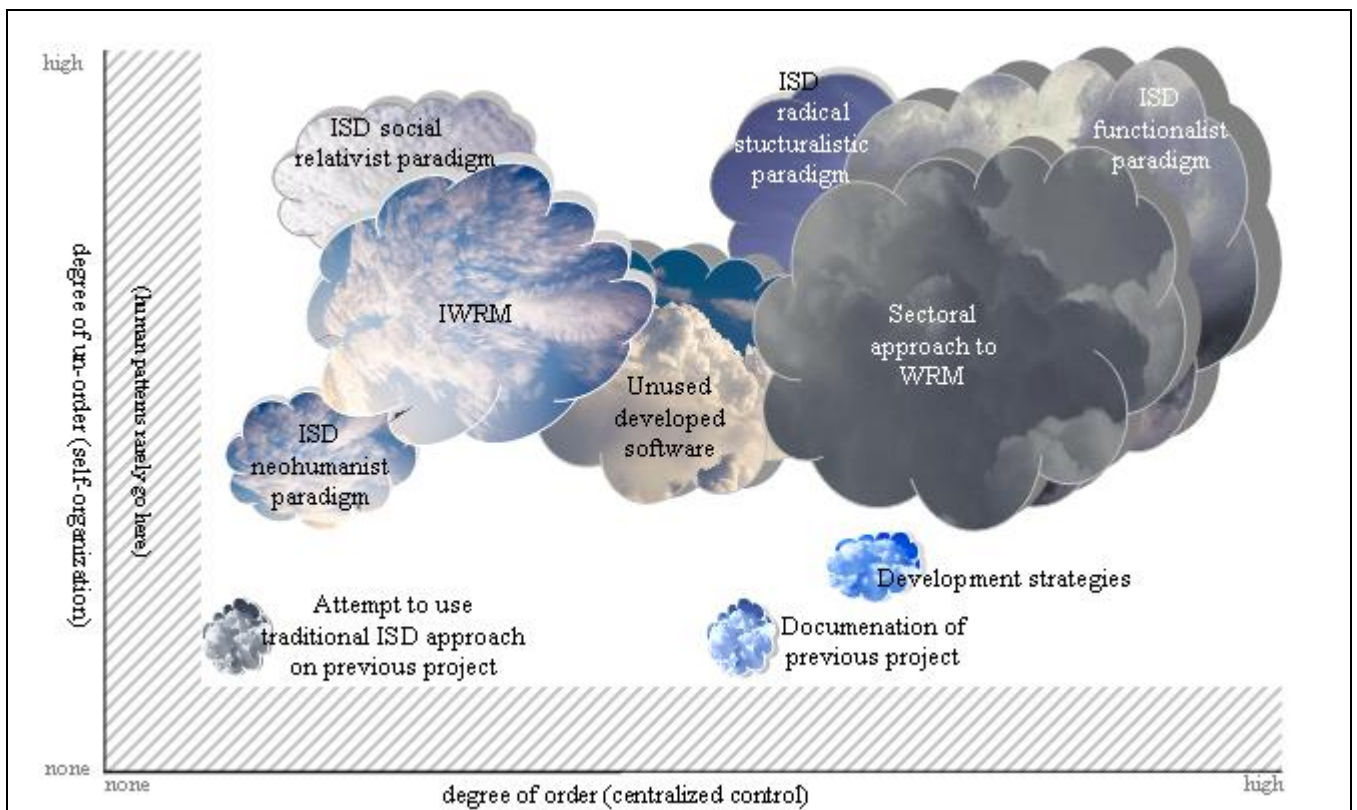 high
degree of un-order (self-organization)
(human patterns rarely go here)
ISD social
relativist paradigm
ISD
radical
stucturalistic
paradigm
ISD
functionalist
paradigm
IWRM
Sectoral
approach to
WRM
Unused
developed
software
ISD
neohumanist
paradigm
Development strategies
Attempt to use
traditional ISD approach
on previous project
Documenation of
previous project
none
none
high
degree of order (centralized control)